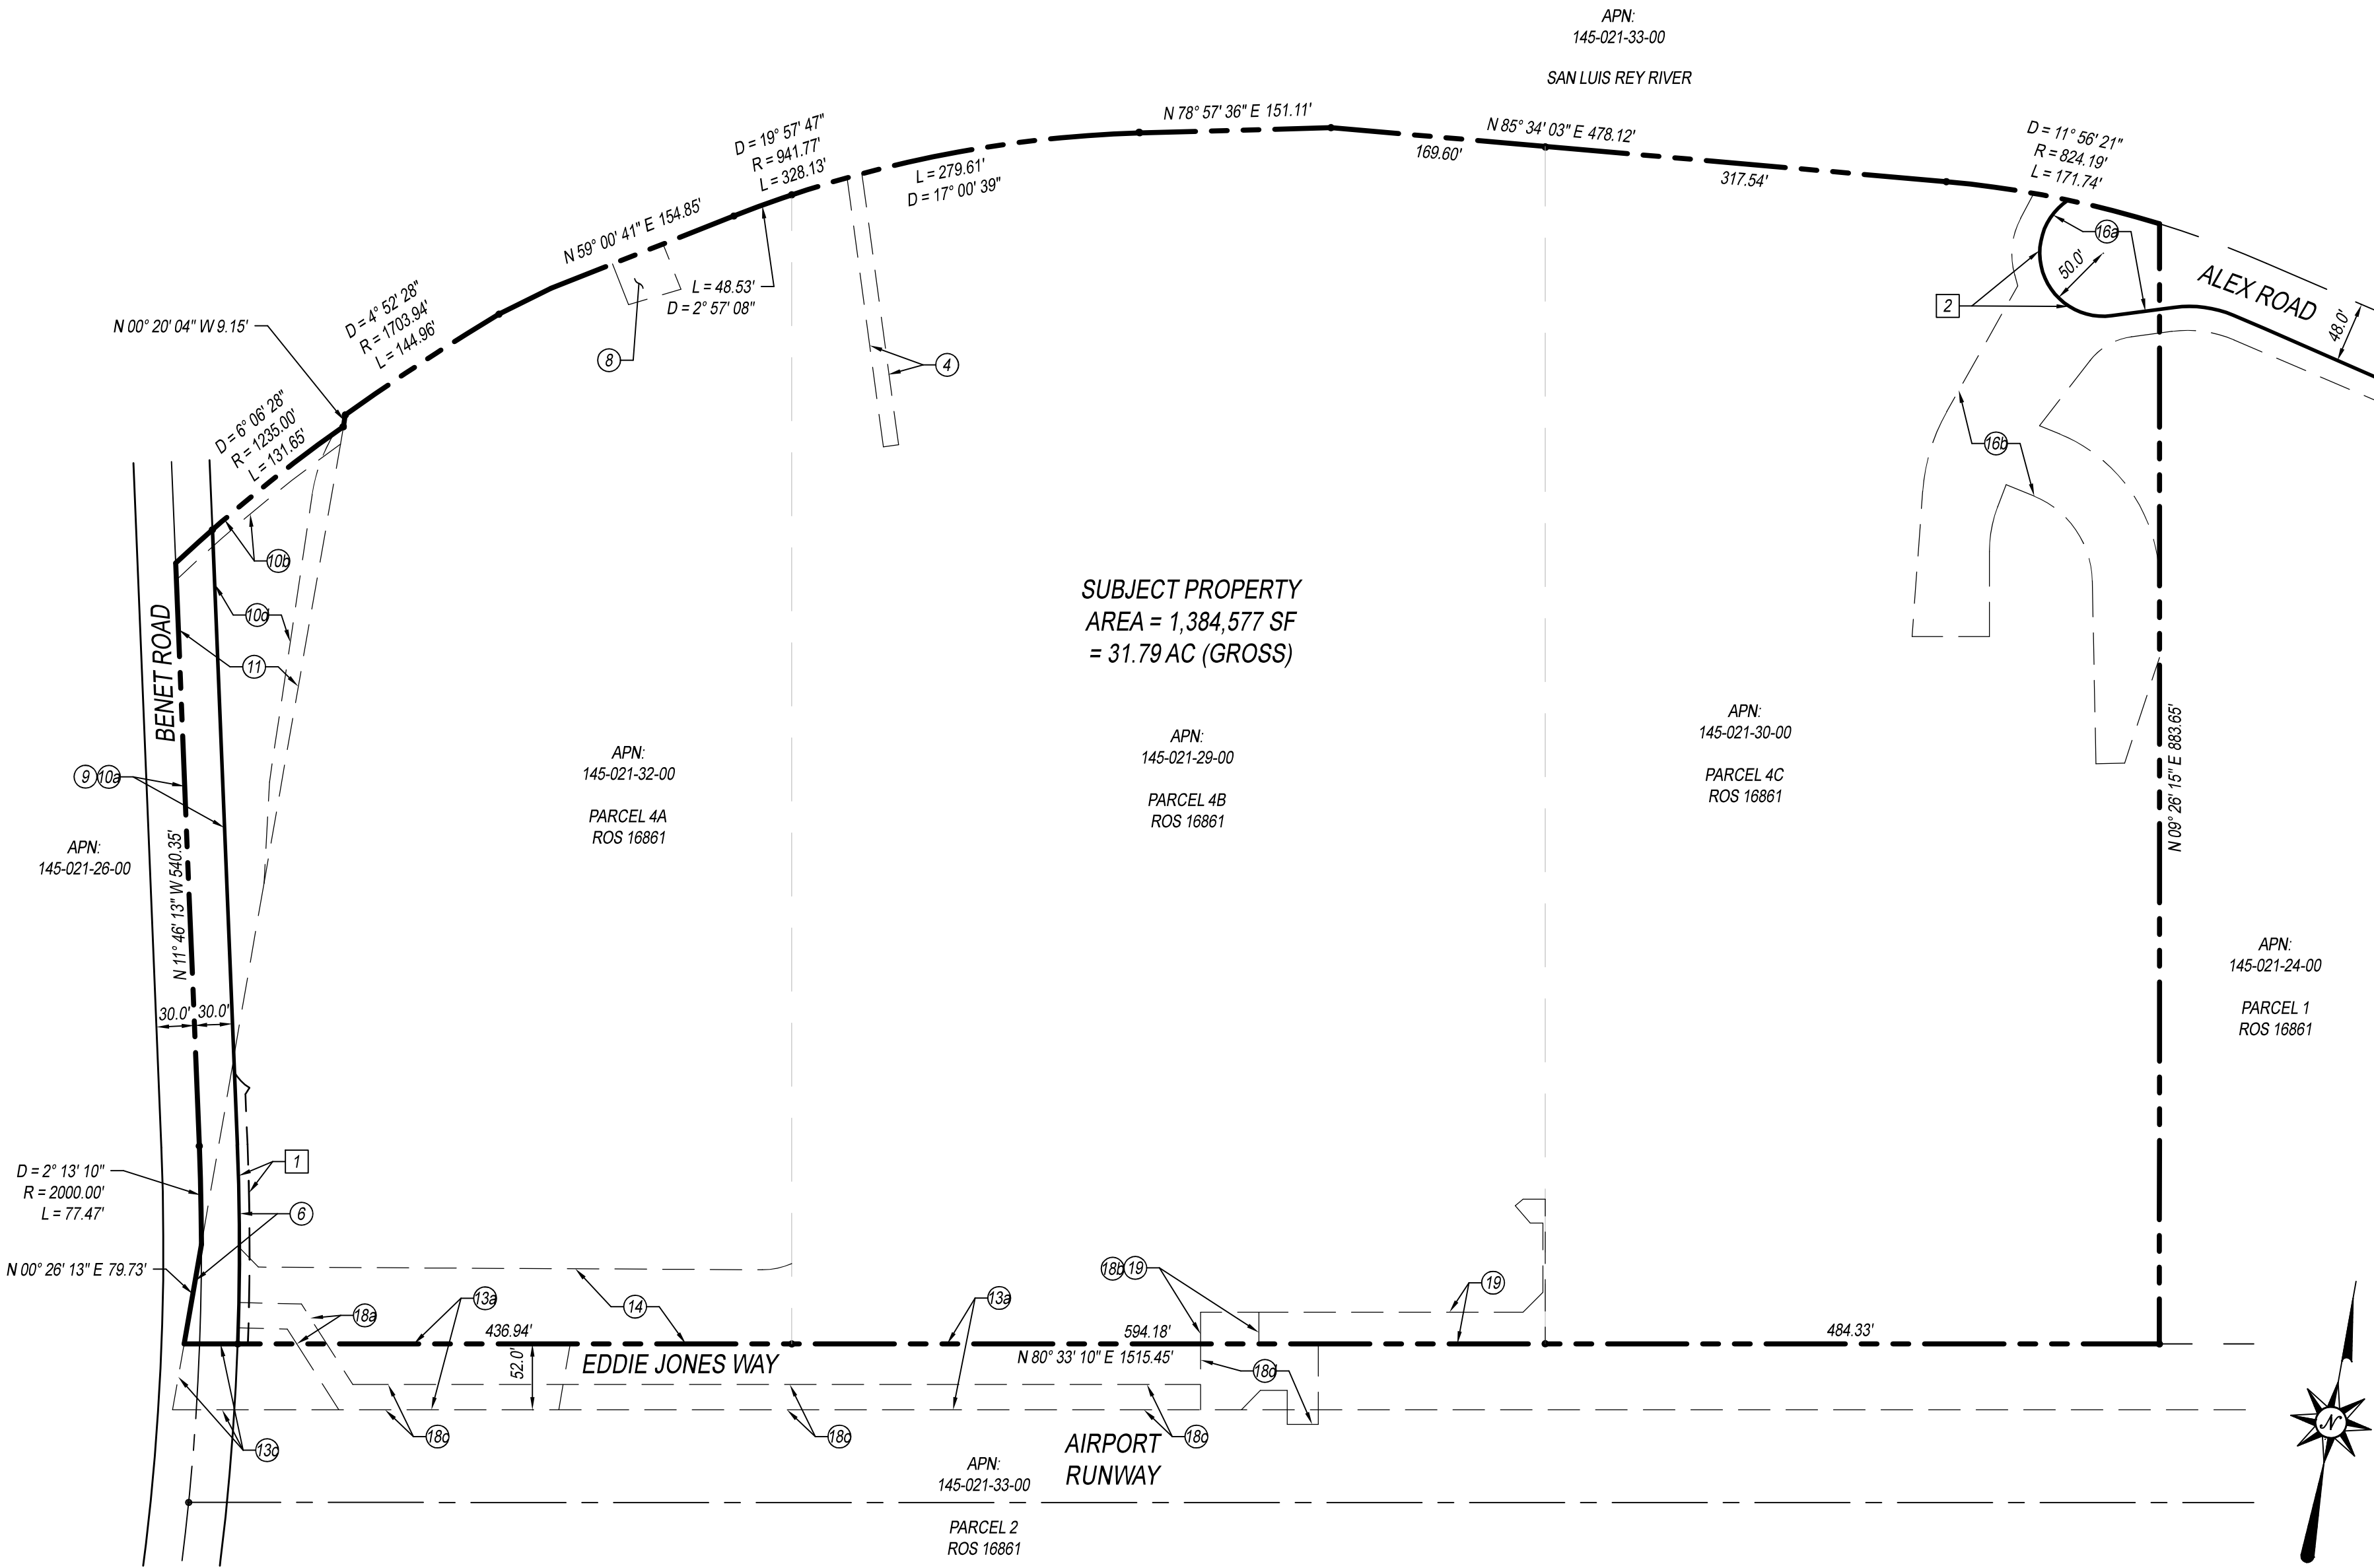 APN:
145-021-33-00
SAN LUIS REY RIVER
N 78° 57' 36" E 151.11'
N 85° 34' 03" E 478.12'
169.60'
317.54'
D = 11° 56' 21"
R = 824.19'
L = 171.74'
D = 19° 57' 47"
R = 941.77'
L = 328.13'
L = 279.61'
D = 17° 00' 39"
N 59° 00' 41" E 154.85'
L = 48.53'
D = 2° 57' 08"
8
4
16a
50.0'
2
ALEX ROAD
48.0'
16b
N 00° 20' 04" W 9.15'
D = 4° 52' 28"
R = 1703.94'
L = 144.96'
D = 6° 06' 28"
R = 1235.00'
L = 131.65'
10b
10d
11
BENET ROAD
9 10a
SUBJECT PROPERTY
AREA = 1,384,577 SF
= 31.79 AC (GROSS)
APN:
145-021-32-00
PARCEL 4A
ROS 16861
APN:
145-021-29-00
PARCEL 4B
ROS 16861
APN:
145-021-30-00
PARCEL 4C
ROS 16861
N 09° 26' 15" E 883.65'
APN:
145-021-26-00
N 11° 46' 13" W 540.35'
APN:
145-021-24-00
PARCEL 1
ROS 16861
30.0' 30.0'
1
D = 2° 13' 10"
R = 2000.00'
L = 77.47'
6
N 00° 26' 13" E 79.73'
18a
13a
14
13a
18b 19
19
436.94'
594.18'
484.33'
52.0'
EDDIE JONES WAY
N 80° 33' 10" E 1515.45'
18d
13c
18c
18c
18c
AIRPORT
RUNWAY
APN:
145-021-33-00
PARCEL 2
ROS 16861
N